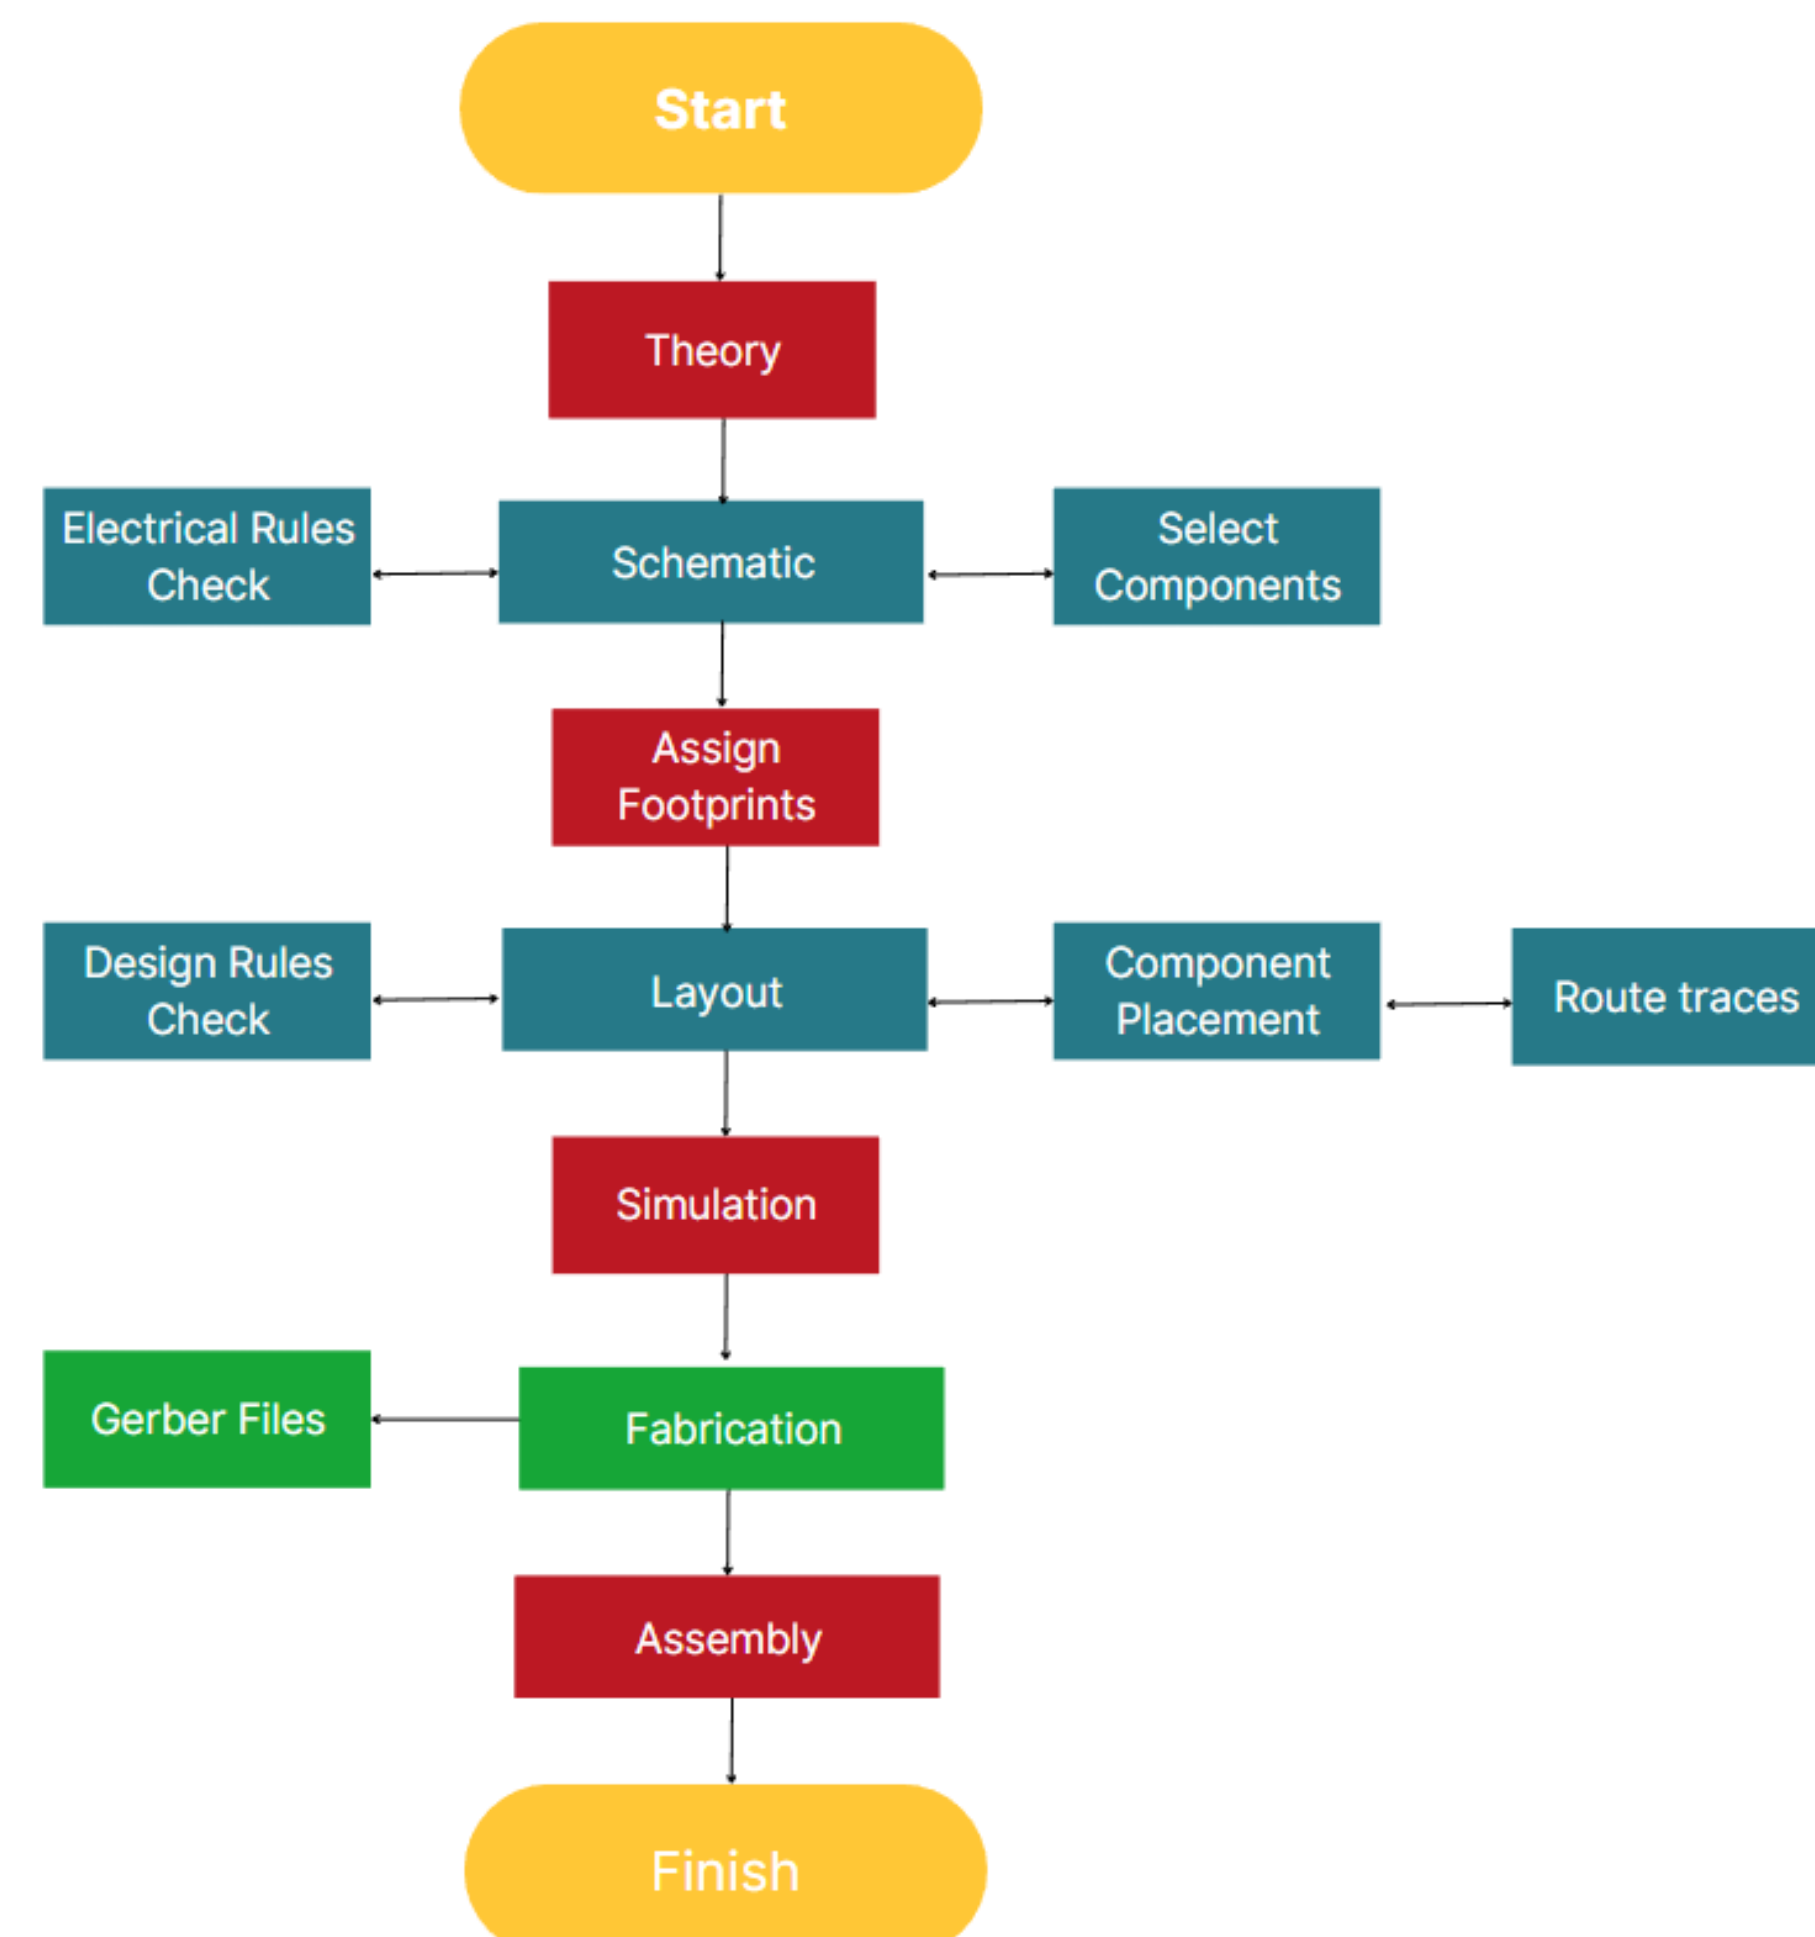 Start
Theory
Electrical Rules
Check
Schematic
Select
Components
Assign
Footprints
Design Rules
Check
Layout
Component
Placement
Route traces
Simulation
Gerber Files
Fabrication
Assembly
Finish